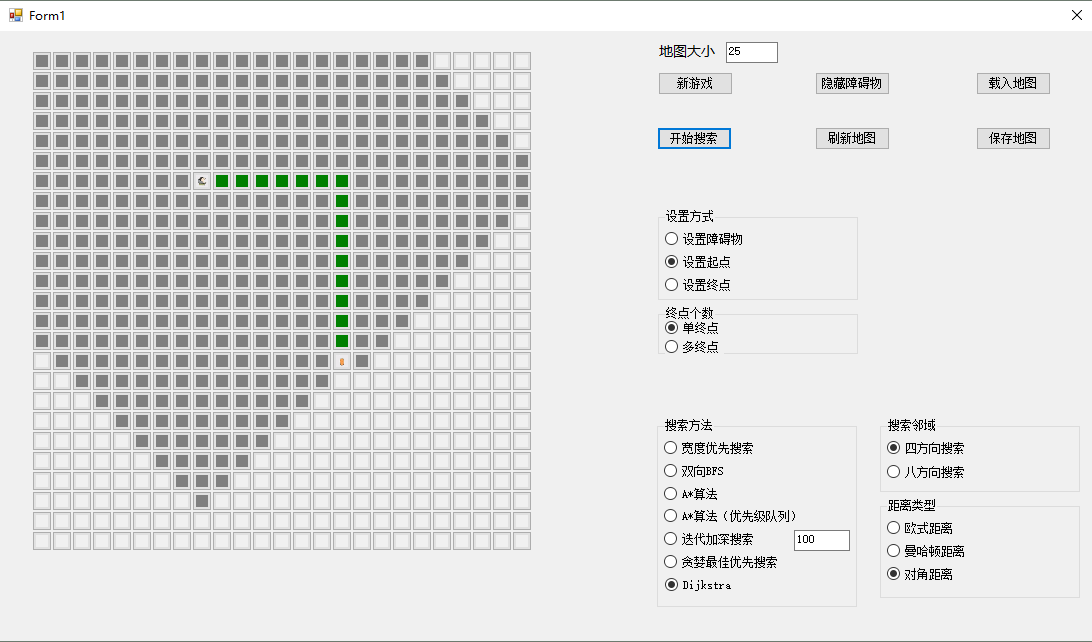 Form1
地图大小 25
新游戏 隐藏障碍物 载入地图
开始搜索 刷新地图 保存地图
设置方式
设置障碍物
设置起点
设置终点
终点个数
单终点
多终点
搜索方法
宽度优先搜索
双向BFS
A*算法
A*算法（优先级队列）
迭代加深搜索 100
贪婪最佳优先搜索
Dijkstra
搜索邻域
四方向搜索
八方向搜索
距离类型
欧式距离
曼哈顿距离
对角距离